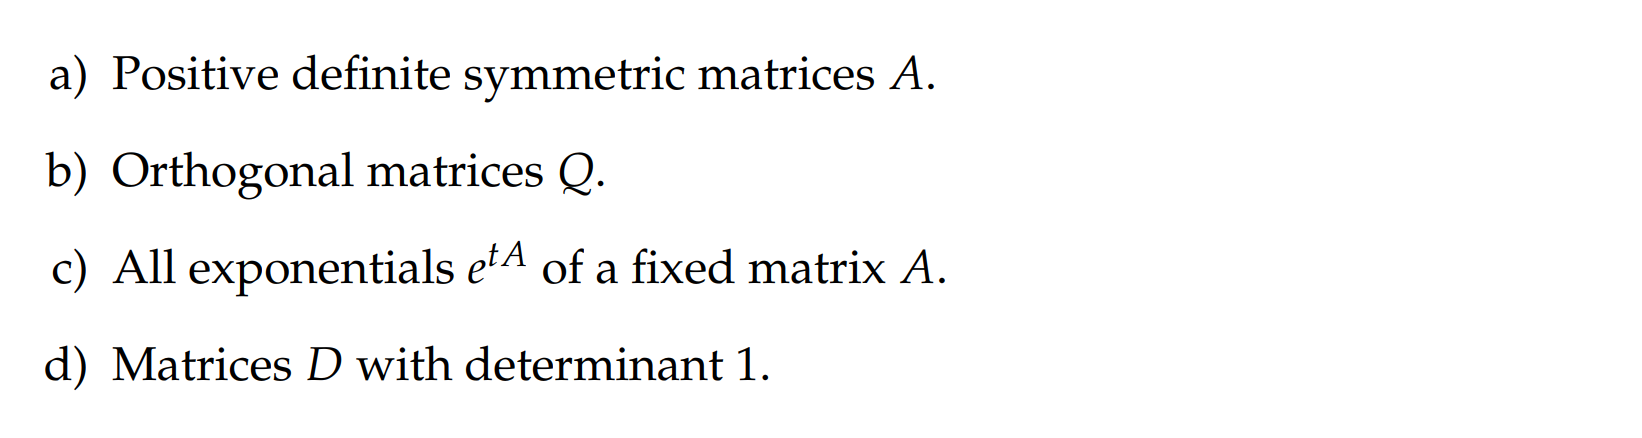 a) Positive definite symmetric matrices A.
b) Orthogonal matrices Q.
c) All exponentials e^{tA} of a fixed matrix A.
d) Matrices D with determinant 1.